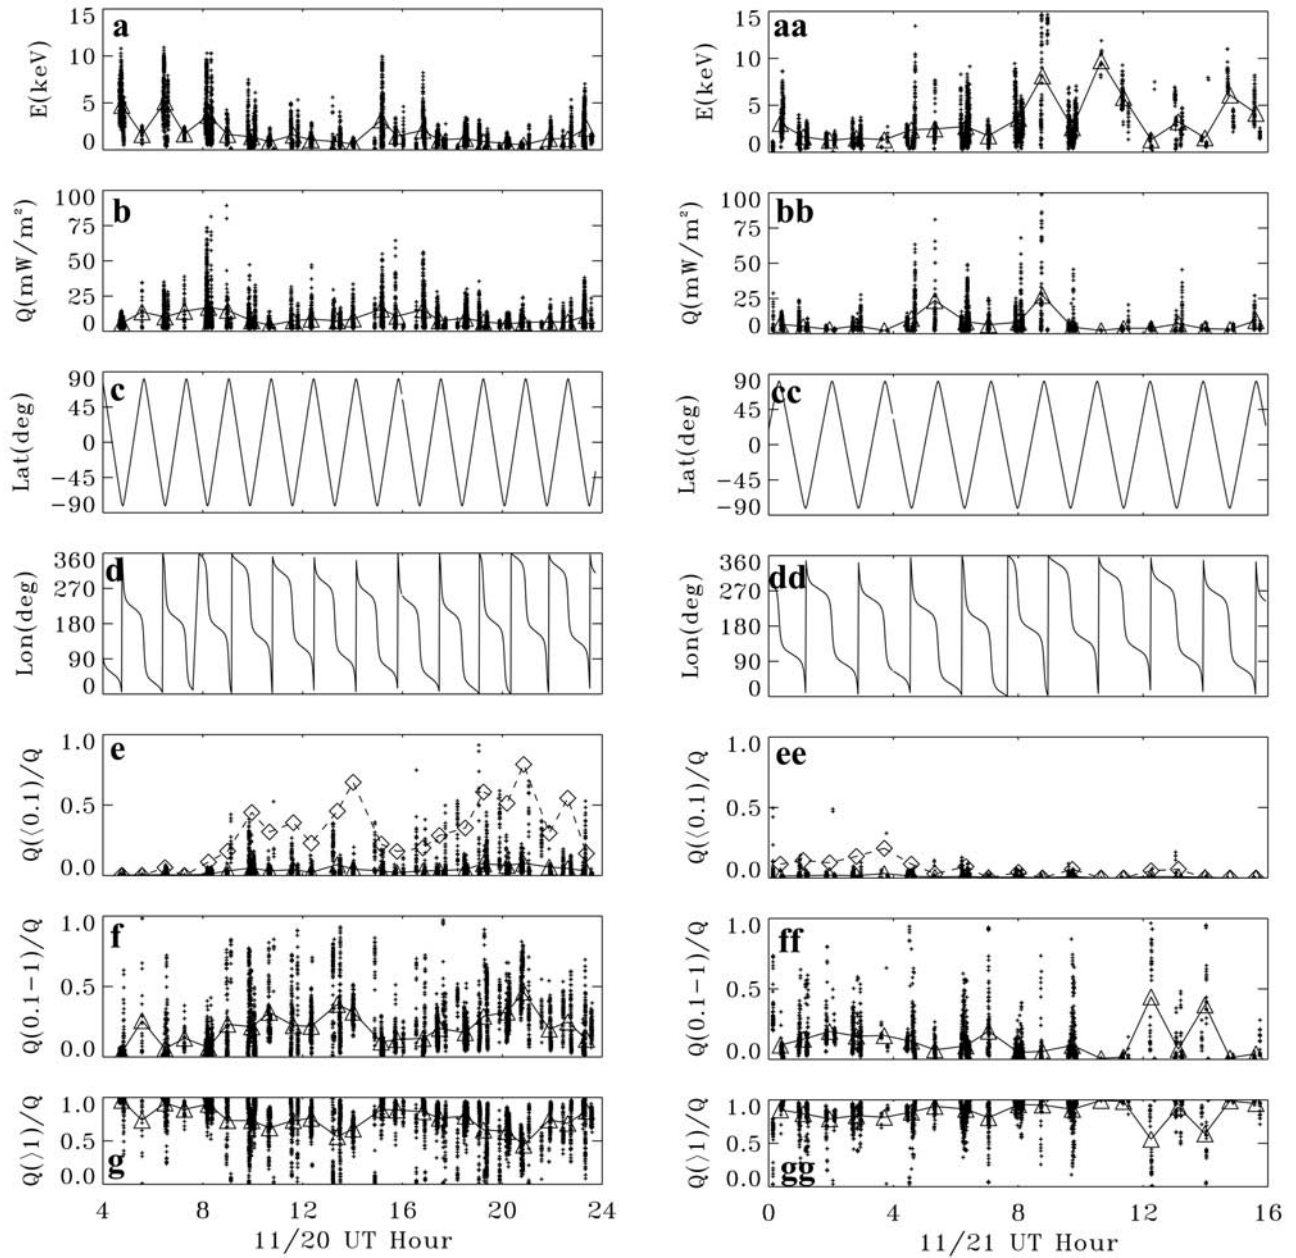 a
E(keV)
15
10
5
0
aa
E(keV)
15
10
5
0
b
Q(mW/m²)
100
75
50
25
0
bb
Q(mW/m²)
100
75
50
25
0
c
Lat(deg)
90
45
0
−45
−90
cc
Lat(deg)
90
45
0
−45
−90
d
Lon(deg)
360
270
180
90
0
dd
Lon(deg)
360
270
180
90
0
e
Q(⟨0.1)/Q
1.0
0.5
0.0
ee
Q(⟨0.1)/Q
1.0
0.5
0.0
f
Q(0.1−1)/Q
1.0
0.5
0.0
ff
Q(0.1−1)/Q
1.0
0.5
0.0
g
Q(⟩1)/Q
1.0
0.5
0.0
4 8 12 16 20 24
11/20 UT Hour
gg
Q(⟩1)/Q
1.0
0.5
0.0
0 4 8 12 16
11/21 UT Hour